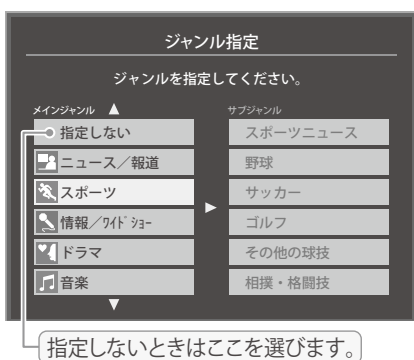 ジャンル指定
ジャンルを指定してください。
メインジャンル ▲
サブジャンル
指定しない
スポーツニュース
ニュース／報道
野球
スポーツ
サッカー
▶
情報／ﾜｲﾄﾞｼｮｰ
ゴルフ
ドラマ
その他の球技
音楽
相撲・格闘技
▼
指定しないときはここを選びます。